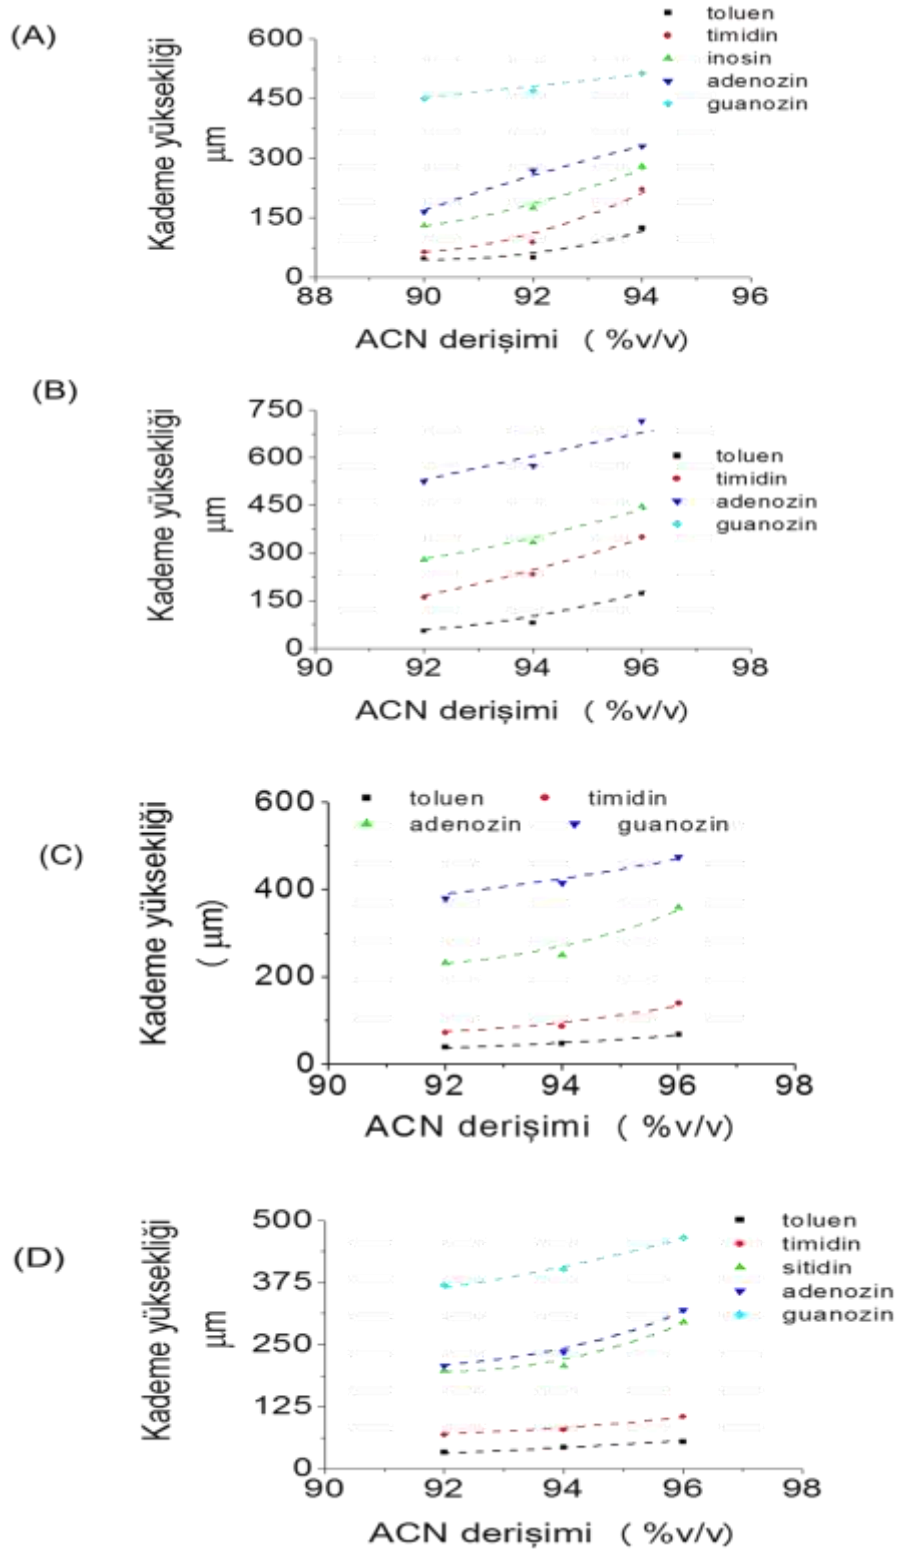 (A)
Kademe yüksekliği
µm
600
450
300
150
0
88 90 92 94 96
ACN derişimi ( %v/v)
toluen
timidin
inosin
adenozin
guanozin
(B)
Kademe yüksekliği
µm
750
600
450
300
150
0
90 92 94 96 98
ACN derişimi ( %v/v)
toluen
timidin
adenozin
guanozin
(C)
Kademe yüksekliği
( µm)
600
400
200
0
90 92 94 96 98
ACN derişimi ( %v/v)
toluen timidin
adenozin guanozin
(D)
Kademe yüksekliği
µm
500
375
250
125
0
90 92 94 96 98
ACN derişimi ( %v/v)
toluen
timidin
sitidin
adenozin
guanozin